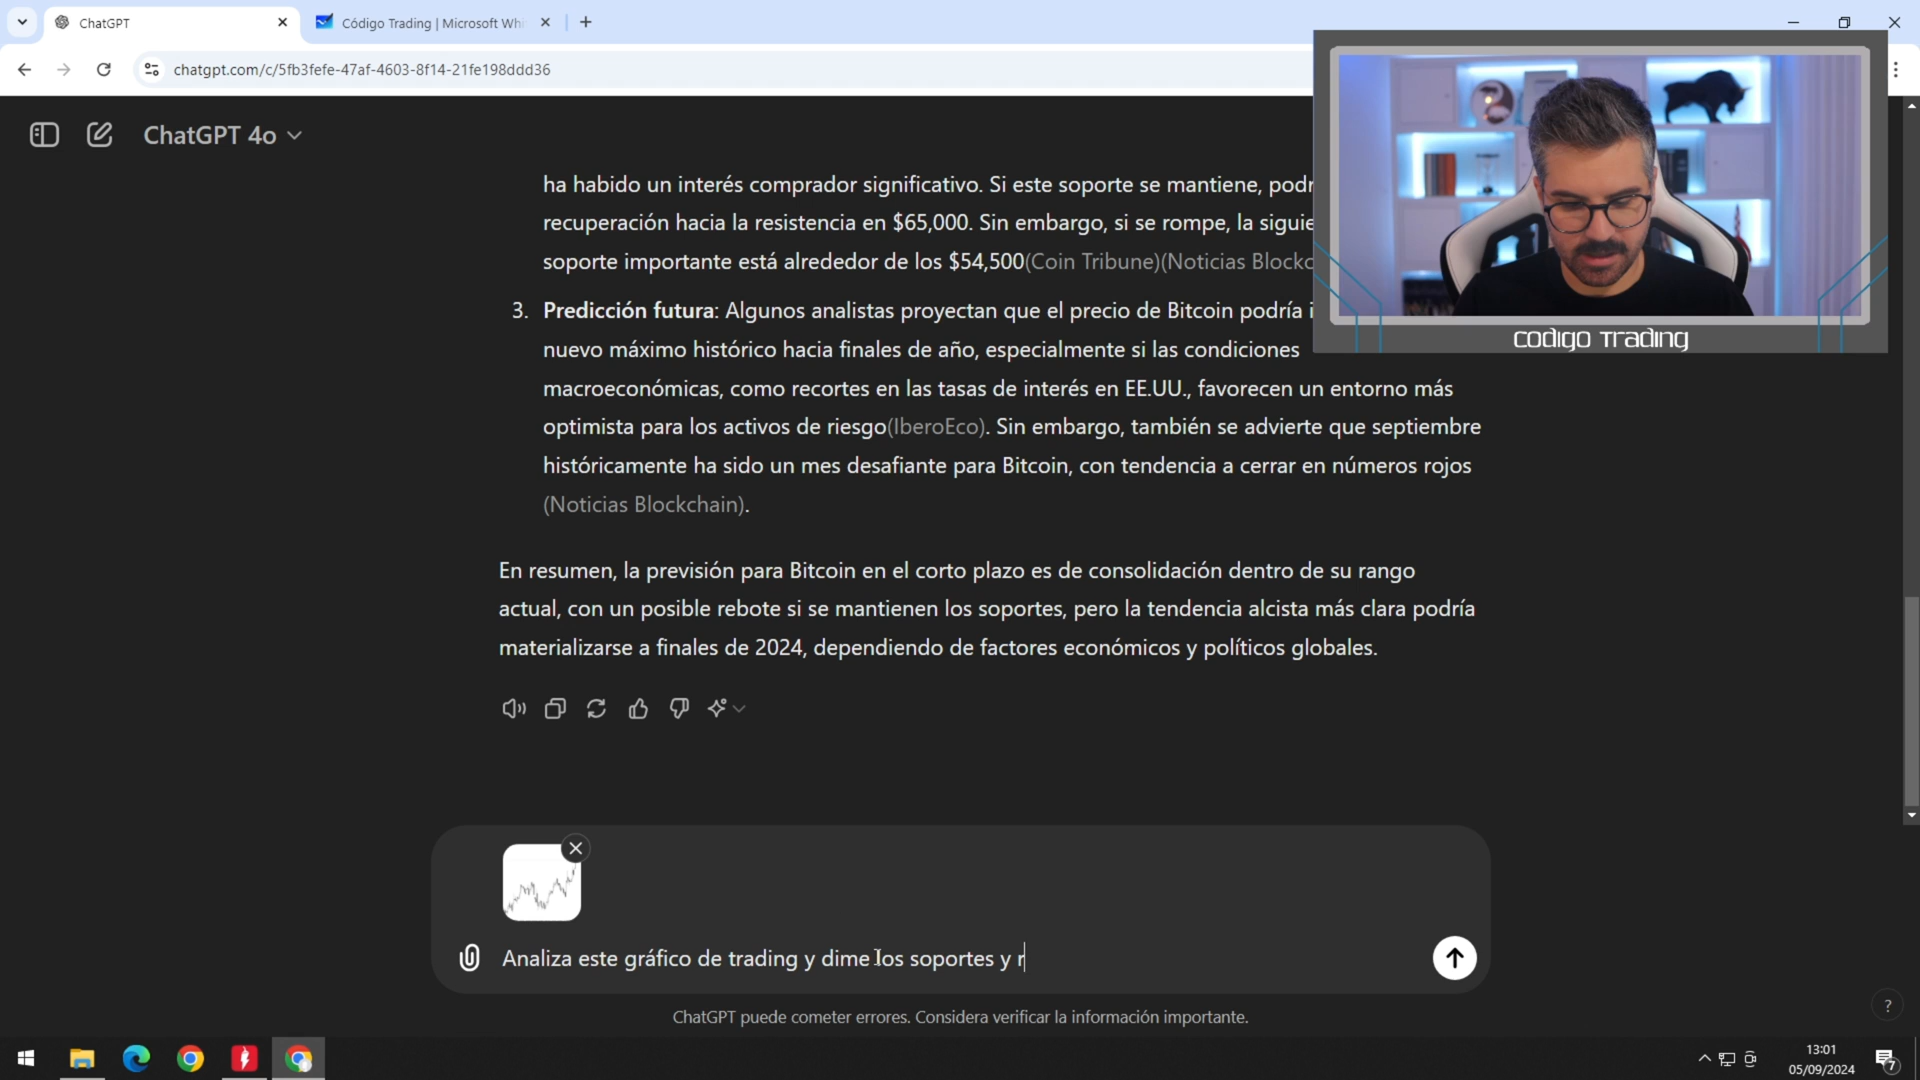 ChatGPT
Código Trading | Microsoft Whi
chatgpt.com/c/5fb3fefe-47af-4603-8f14-21fe198ddd36
ChatGPT 4o
ha habido un interés comprador significativo. Si este soporte se mantiene, podr
recuperación hacia la resistencia en $65,000. Sin embargo, si se rompe, la siguie
soporte importante está alrededor de los $54,500(Coin Tribune)(Noticias Blockc
3. Predicción futura: Algunos analistas proyectan que el precio de Bitcoin podría i
nuevo máximo histórico hacia finales de año, especialmente si las condiciones
macroeconómicas, como recortes en las tasas de interés en EE.UU., favorecen un entorno más
optimista para los activos de riesgo(IberoEco). Sin embargo, también se advierte que septiembre
históricamente ha sido un mes desafiante para Bitcoin, con tendencia a cerrar en números rojos
(Noticias Blockchain).
En resumen, la previsión para Bitcoin en el corto plazo es de consolidación dentro de su rango
actual, con un posible rebote si se mantienen los soportes, pero la tendencia alcista más clara podría
materializarse a finales de 2024, dependiendo de factores económicos y políticos globales.
CODIGO TRADING
Analiza este gráfico de trading y dime los soportes y r
ChatGPT puede cometer errores. Considera verificar la información importante.
?
13:01
05/09/2024
7